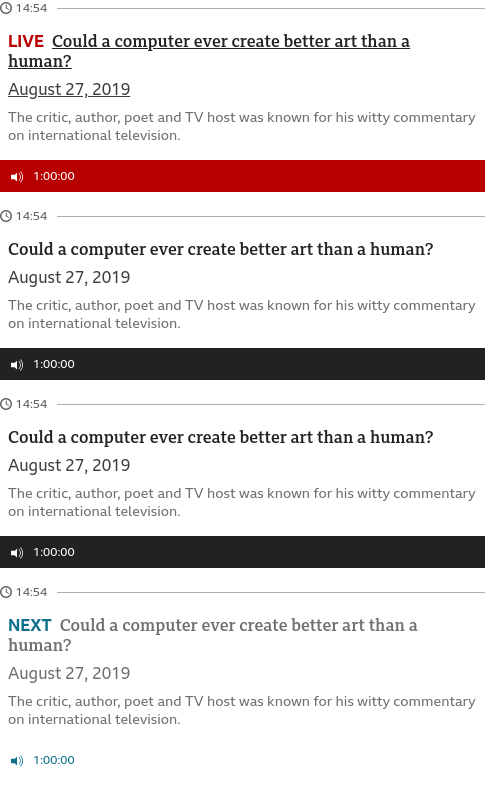 14:54
LIVE Could a computer ever create better art than a
human?
August 27, 2019
The critic, author, poet and TV host was known for his witty commentary
on international television.
1:00:00
14:54
Could a computer ever create better art than a human?
August 27, 2019
The critic, author, poet and TV host was known for his witty commentary
on international television.
1:00:00
14:54
Could a computer ever create better art than a human?
August 27, 2019
The critic, author, poet and TV host was known for his witty commentary
on international television.
1:00:00
14:54
NEXT Could a computer ever create better art than a
human?
August 27, 2019
The critic, author, poet and TV host was known for his witty commentary
on international television.
1:00:00